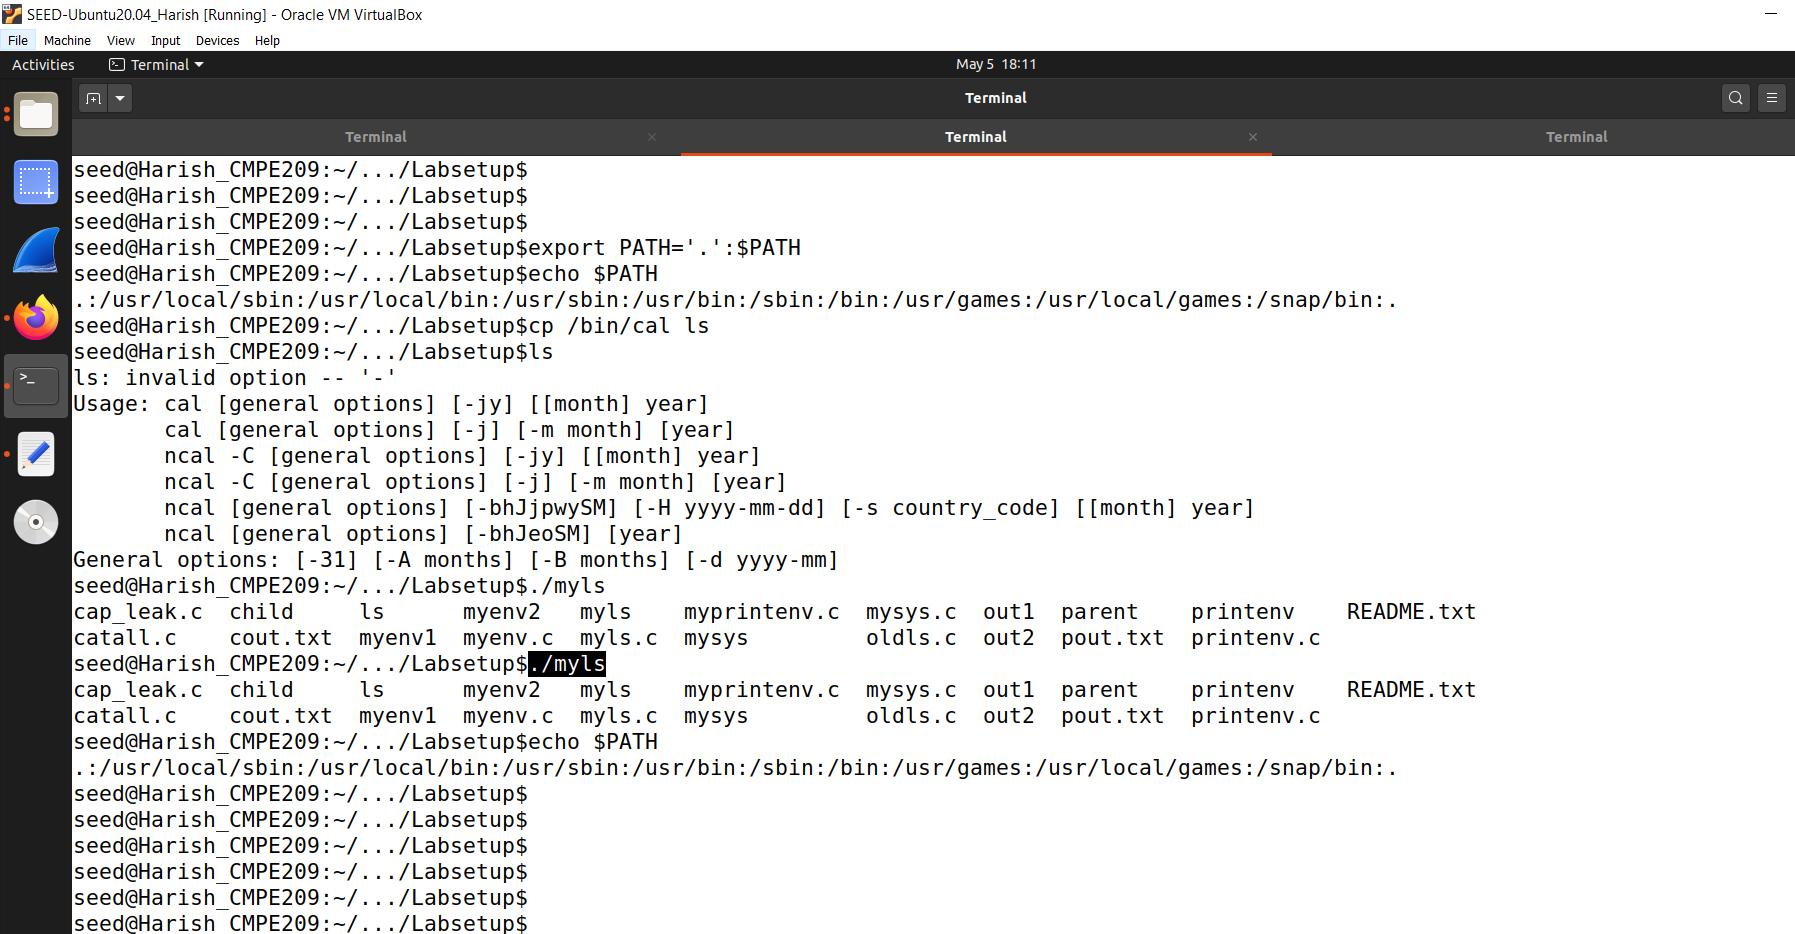 SEED-Ubuntu20.04_Harish [Running] - Oracle VM VirtualBox
File Machine View Input Devices Help
Activities Terminal May 5 18:11
Terminal
Terminal Terminal Terminal
seed@Harish_CMPE209:~/.../Labsetup$
seed@Harish_CMPE209:~/.../Labsetup$
seed@Harish_CMPE209:~/.../Labsetup$
seed@Harish_CMPE209:~/.../Labsetup$export PATH='.':$PATH
seed@Harish_CMPE209:~/.../Labsetup$echo $PATH
.:/usr/local/sbin:/usr/local/bin:/usr/sbin:/usr/bin:/sbin:/bin:/usr/games:/usr/local/games:/snap/bin:.
seed@Harish_CMPE209:~/.../Labsetup$cp /bin/cal ls
seed@Harish_CMPE209:~/.../Labsetup$ls
ls: invalid option -- '-'
Usage: cal [general options] [-jy] [[month] year]
       cal [general options] [-j] [-m month] [year]
       ncal -C [general options] [-jy] [[month] year]
       ncal -C [general options] [-j] [-m month] [year]
       ncal [general options] [-bhJjpwySM] [-H yyyy-mm-dd] [-s country_code] [[month] year]
       ncal [general options] [-bhJeoSM] [year]
General options: [-31] [-A months] [-B months] [-d yyyy-mm]
seed@Harish_CMPE209:~/.../Labsetup$./myls
cap_leak.c  child     ls      myenv2   myls    myprintenv.c  mysys.c  out1  parent    printenv    README.txt
catall.c    cout.txt  myenv1  myenv.c  myls.c  mysys         oldls.c  out2  pout.txt  printenv.c
seed@Harish_CMPE209:~/.../Labsetup$./myls
cap_leak.c  child     ls      myenv2   myls    myprintenv.c  mysys.c  out1  parent    printenv    README.txt
catall.c    cout.txt  myenv1  myenv.c  myls.c  mysys         oldls.c  out2  pout.txt  printenv.c
seed@Harish_CMPE209:~/.../Labsetup$echo $PATH
.:/usr/local/sbin:/usr/local/bin:/usr/sbin:/usr/bin:/sbin:/bin:/usr/games:/usr/local/games:/snap/bin:.
seed@Harish_CMPE209:~/.../Labsetup$
seed@Harish_CMPE209:~/.../Labsetup$
seed@Harish_CMPE209:~/.../Labsetup$
seed@Harish_CMPE209:~/.../Labsetup$
seed@Harish_CMPE209:~/.../Labsetup$
seed@Harish_CMPE209:~/.../Labsetup$